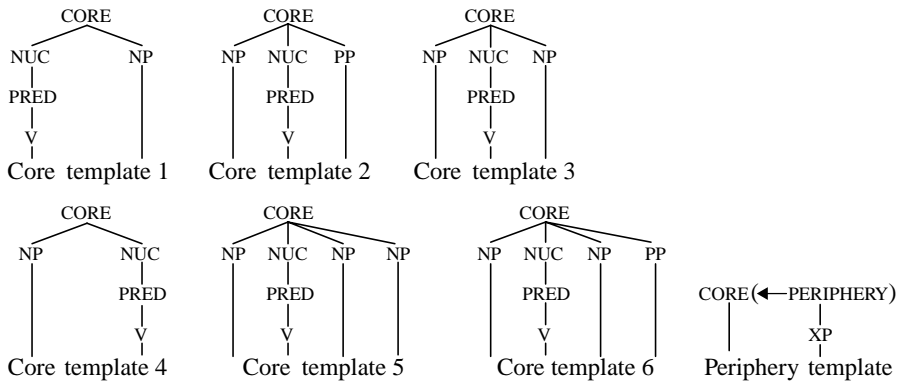 CORE CORE CORE
NUC NP NP NUC PP NP NUC NP
PRED PRED PRED
V V V
Core template 1 Core template 2 Core template 3
CORE CORE CORE
NP NUC NP NUC NP NP NP NUC NP PP
PRED PRED PRED CORE( PERIPHERY)
V V V XP
Core template 4 Core template 5 Core template 6 Periphery template